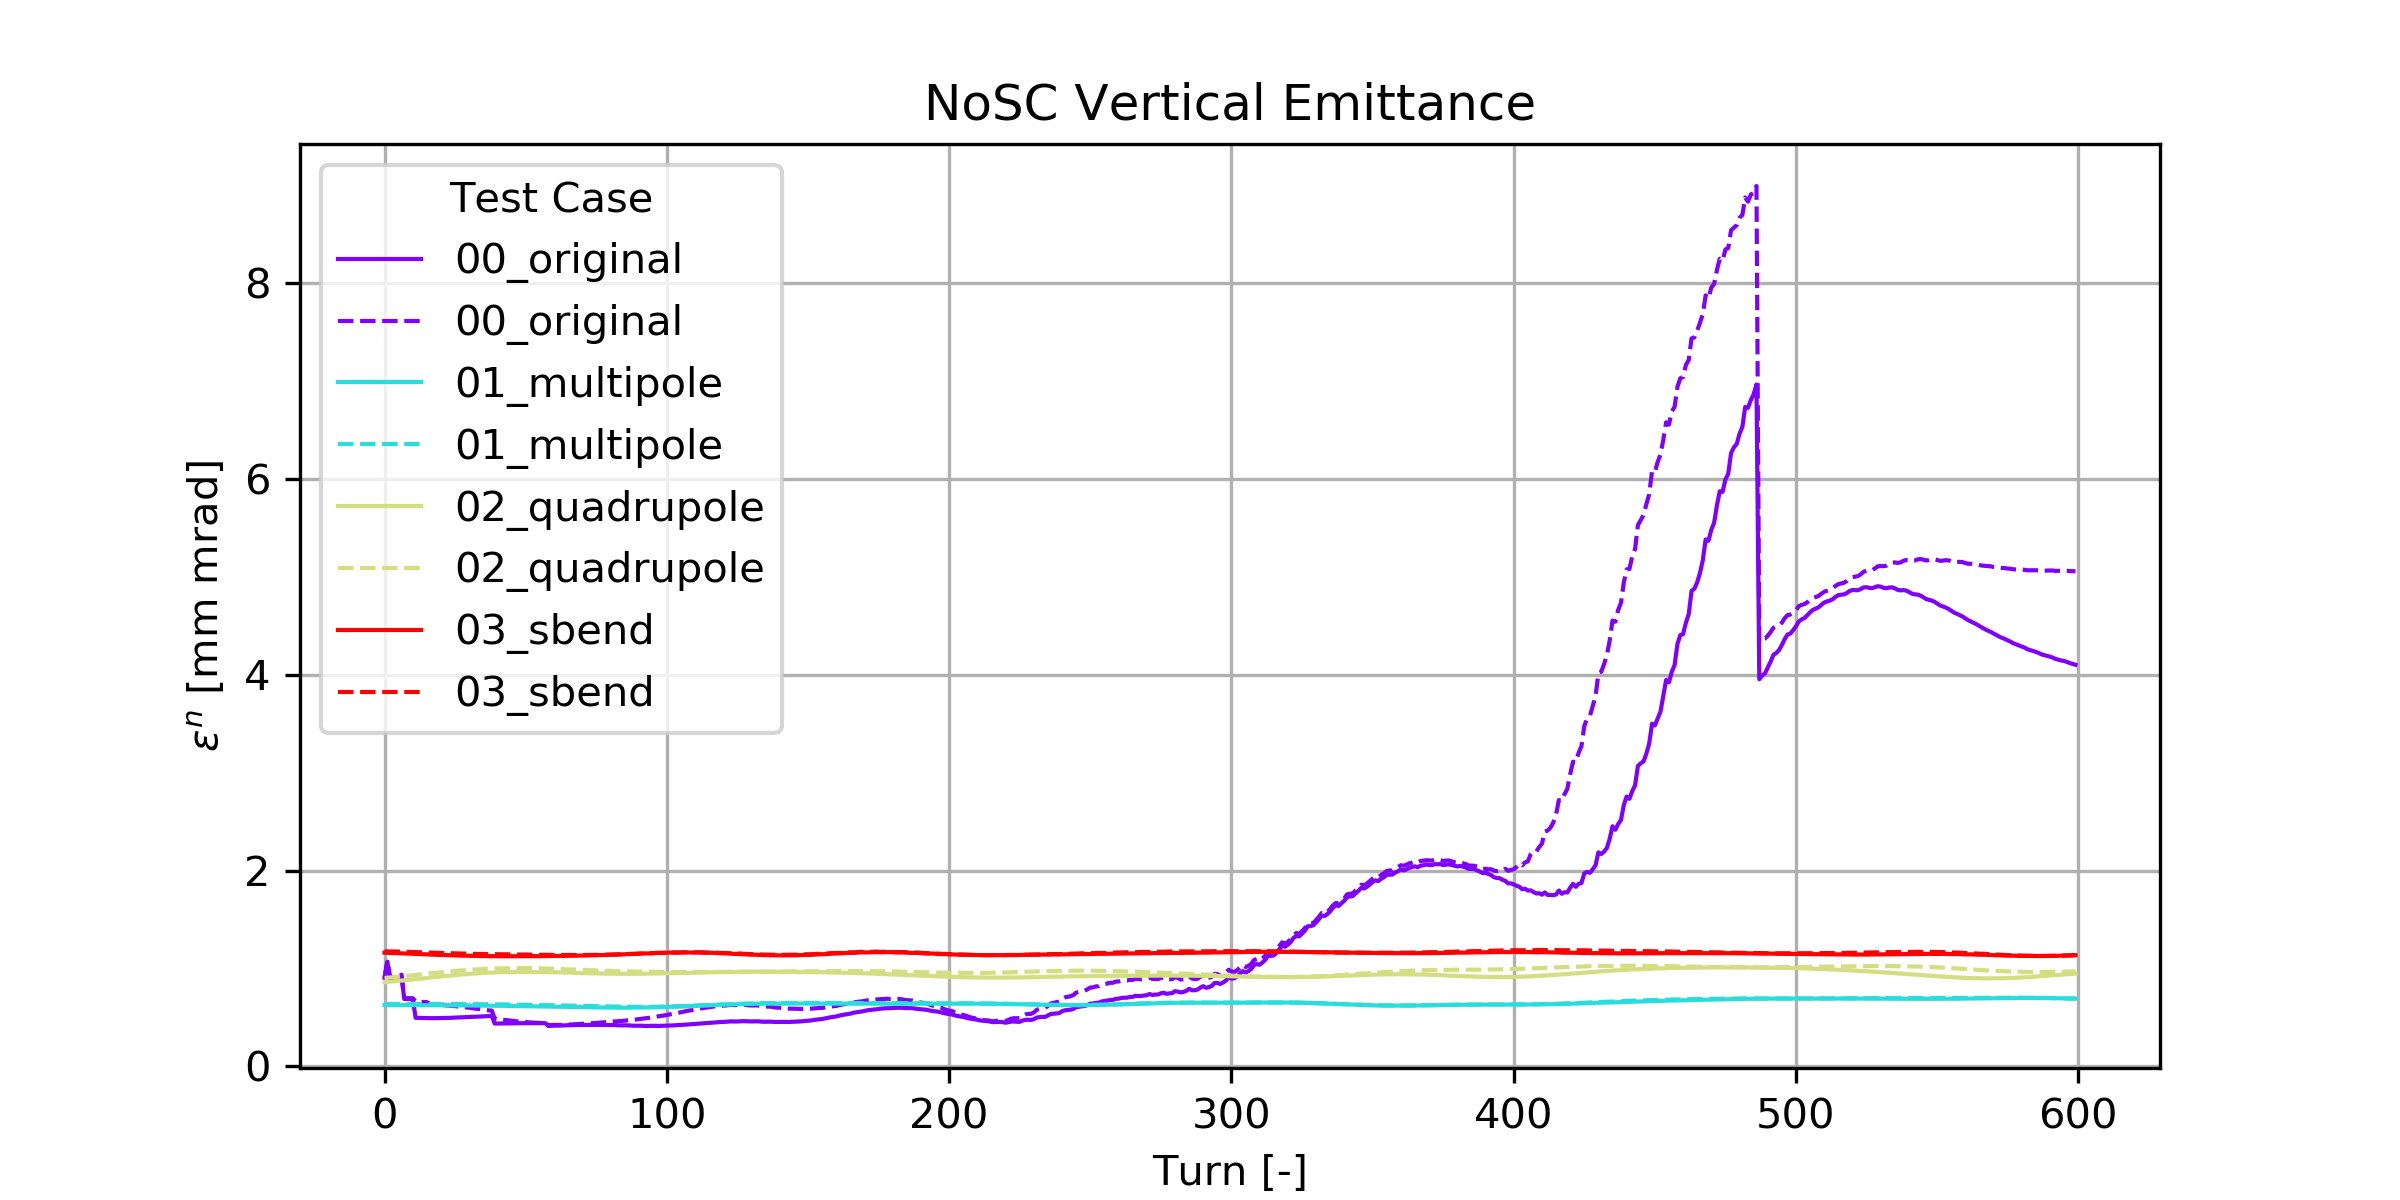 NoSC Vertical Emittance
Test Case
00_original
00_original
01_multipole
01_multipole
02_quadrupole
02_quadrupole
03_sbend
03_sbend
8
6
4
2
0
εⁿ [mm mrad]
0 100 200 300 400 500 600
Turn [-]